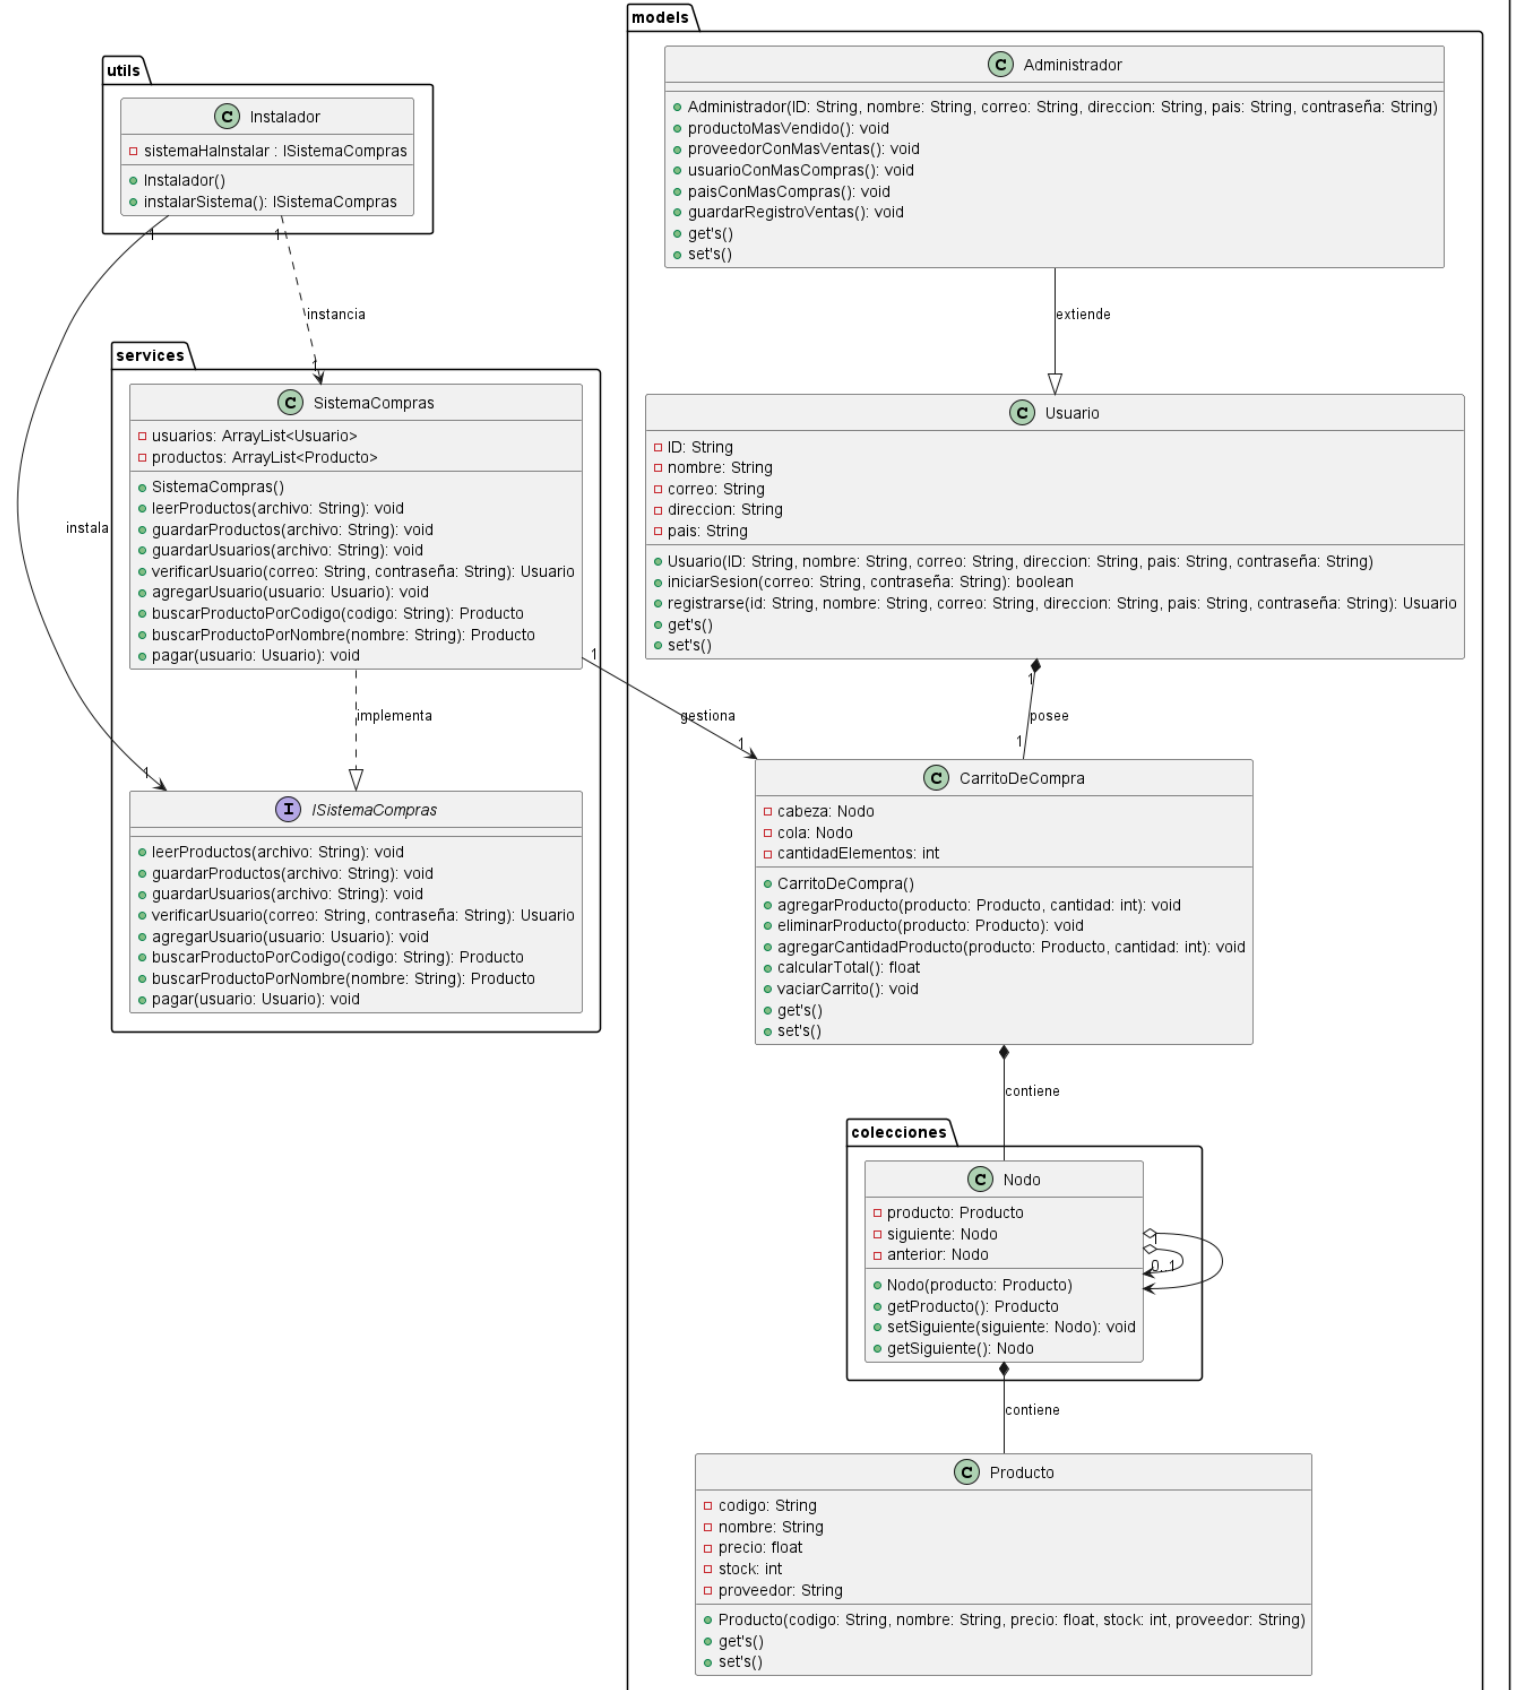 utils
Instalador
sistemaHaInstalar : ISistemaCompras
Instalador()
instalarSistema(): ISistemaCompras
1
1
instancia
1
instala
services
SistemaCompras
usuarios: ArrayList<Usuario>
productos: ArrayList<Producto>
SistemaCompras()
leerProductos(archivo: String): void
guardarProductos(archivo: String): void
guardarUsuarios(archivo: String): void
verificarUsuario(correo: String, contraseña: String): Usuario
agregarUsuario(usuario: Usuario): void
buscarProductoPorCodigo(codigo: String): Producto
buscarProductoPorNombre(nombre: String): Producto
pagar(usuario: Usuario): void
1
implementa
gestiona
1
1
ISistemaCompras
leerProductos(archivo: String): void
guardarProductos(archivo: String): void
guardarUsuarios(archivo: String): void
verificarUsuario(correo: String, contraseña: String): Usuario
agregarUsuario(usuario: Usuario): void
buscarProductoPorCodigo(codigo: String): Producto
buscarProductoPorNombre(nombre: String): Producto
pagar(usuario: Usuario): void
models
Administrador
Administrador(ID: String, nombre: String, correo: String, direccion: String, pais: String, contraseña: String)
productoMasVendido(): void
proveedorConMasVentas(): void
usuarioConMasCompras(): void
paisConMasCompras(): void
guardarRegistroVentas(): void
get's()
set's()
extiende
Usuario
ID: String
nombre: String
correo: String
direccion: String
pais: String
Usuario(ID: String, nombre: String, correo: String, direccion: String, pais: String, contraseña: String)
iniciarSesion(correo: String, contraseña: String): boolean
registrarse(id: String, nombre: String, correo: String, direccion: String, pais: String, contraseña: String): Usuario
get's()
set's()
1
posee
1
CarritoDeCompra
cabeza: Nodo
cola: Nodo
cantidadElementos: int
CarritoDeCompra()
agregarProducto(producto: Producto, cantidad: int): void
eliminarProducto(producto: Producto): void
agregarCantidadProducto(producto: Producto, cantidad: int): void
calcularTotal(): float
vaciarCarrito(): void
get's()
set's()
contiene
colecciones
Nodo
producto: Producto
siguiente: Nodo
anterior: Nodo
1
0..1
Nodo(producto: Producto)
getProducto(): Producto
setSiguiente(siguiente: Nodo): void
getSiguiente(): Nodo
contiene
Producto
codigo: String
nombre: String
precio: float
stock: int
proveedor: String
Producto(codigo: String, nombre: String, precio: float, stock: int, proveedor: String)
get's()
set's()